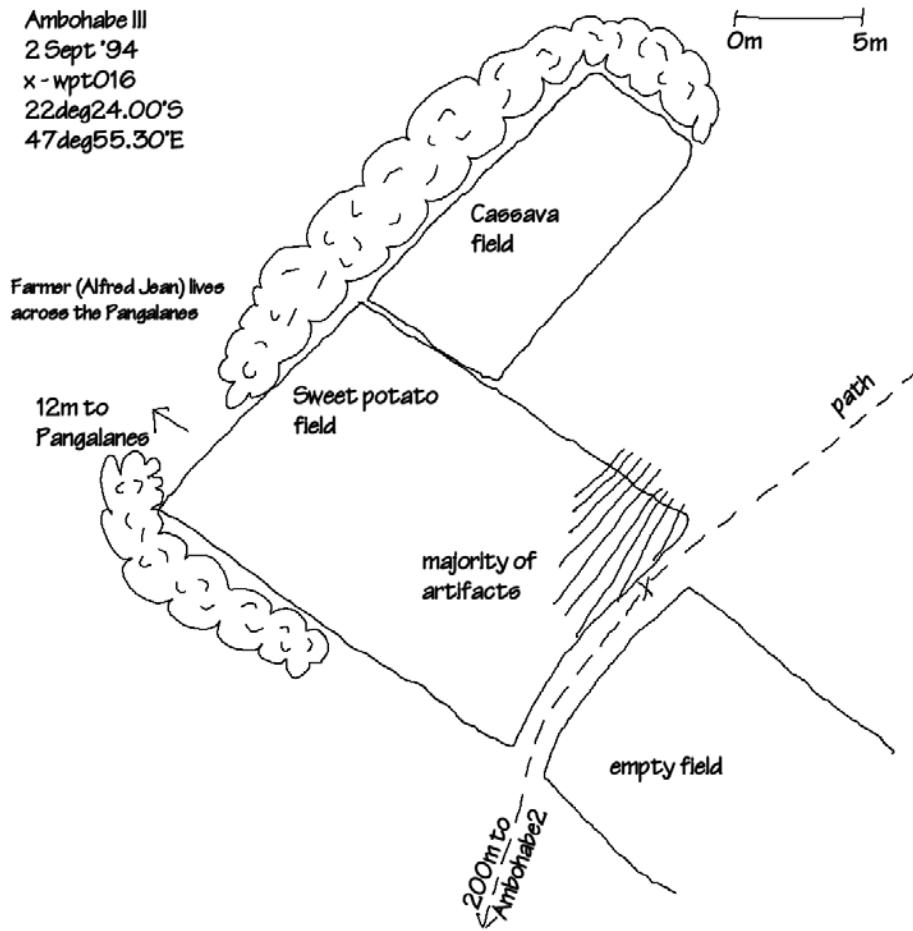 Ambohabe III
2 Sept '94
x - wpt016
22deg24.00'S
47deg55.30'E
0m 5m
Cassava
field
Farmer (Alfred Jean) lives
across the Pangalanes
12m to
Pangalanes
Sweet potato
field
path
majority of
artifacts
x
empty field
200m to
Ambohabe2